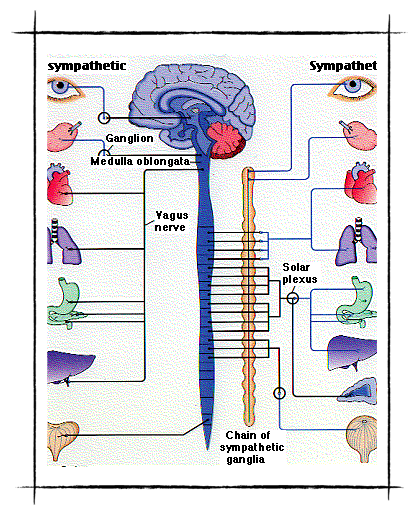 sympathetic
Sympathet
Ganglion
Medulla oblongata
Vagus
nerve
Solar
plexus
Chain of
sympathetic
ganglia